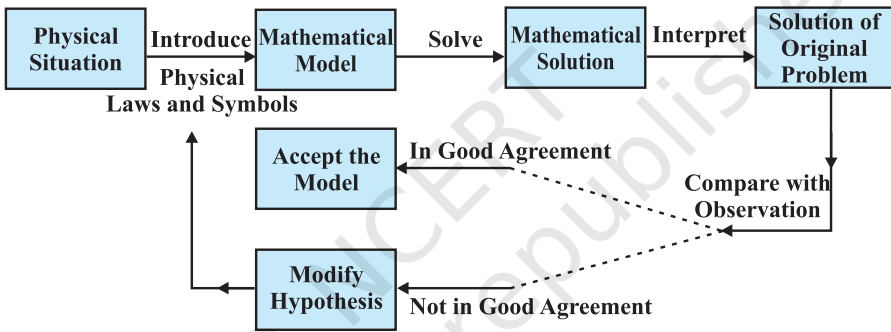 Physical
Situation
Introduce
Physical
Laws and Symbols
Mathematical
Model
Solve
Mathematical
Solution
Interpret
Solution of
Original
Problem
Compare with
Observation
In Good Agreement
Accept the
Model
Not in Good Agreement
Modify
Hypothesis
NCERT